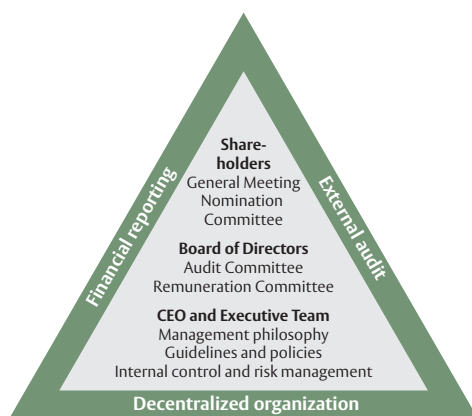 Share-
holders
General Meeting
Nomination
Committee
Board of Directors
Audit Committee
Remuneration Committee
CEO and Executive Team
Management philosophy
Guidelines and policies
Internal control and risk management
Financial reporting
External audit
Decentralized organization